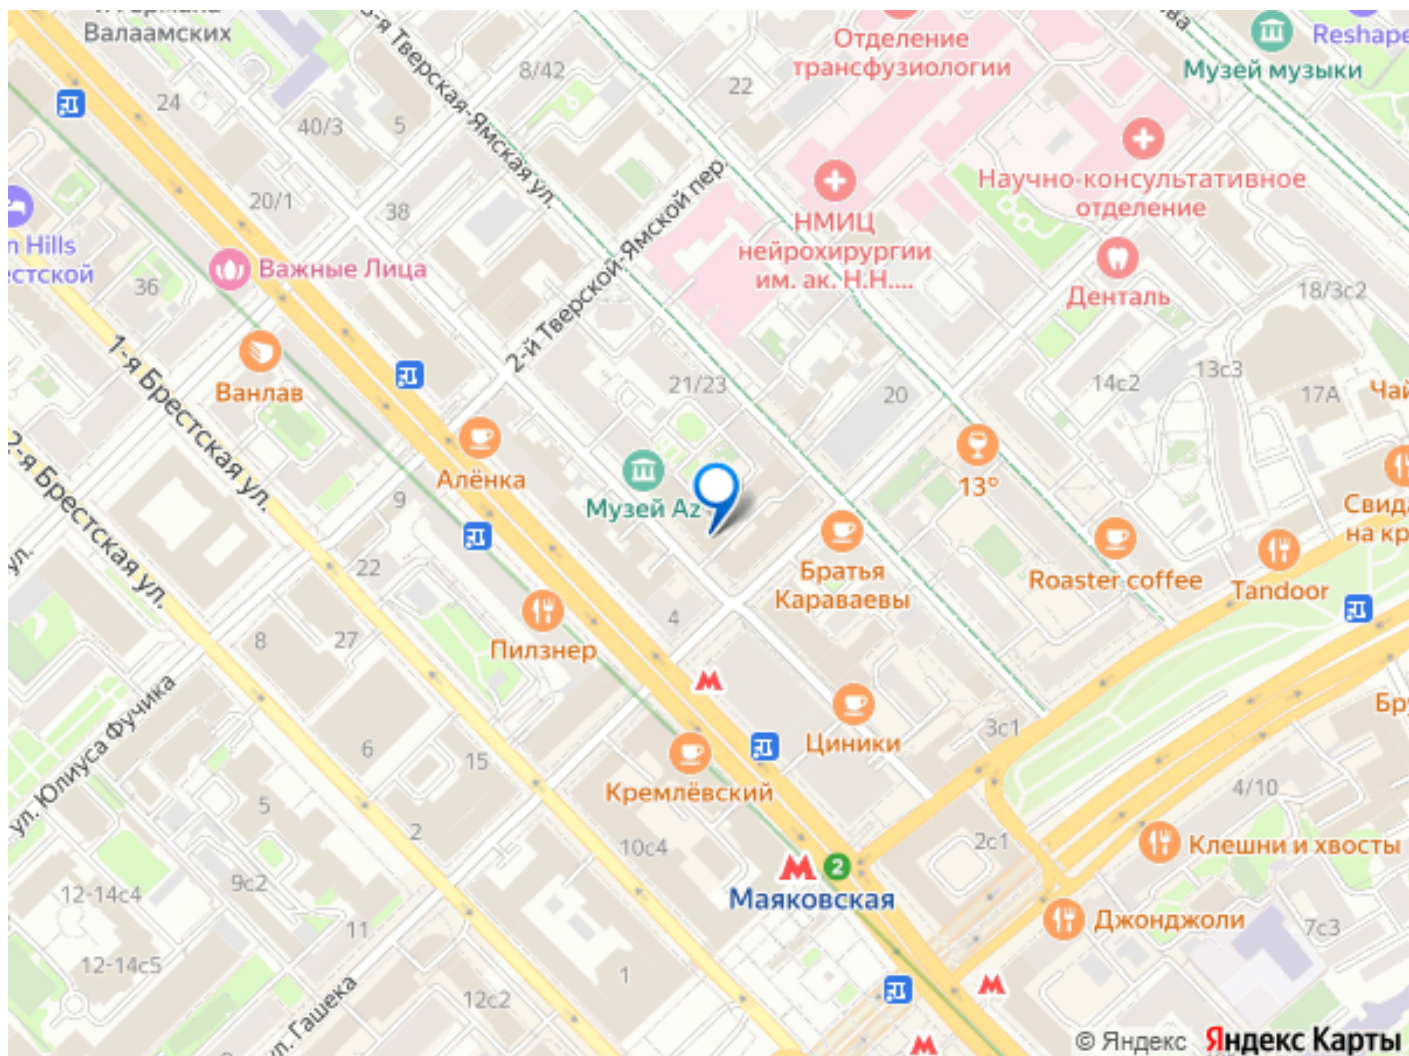 Валаамских
3-я Тверская-Ямская ул.
8/42
22
Отделение
трансфузиологии
Reshape
Музей музыки
24
40/3
5
20/1
38
2-й Тверской-Ямской пер.
НМИЦ
нейрохирургии
им. ак. Н.Н....
Научно-консультативное
отделение
Денталь
18/3с2
n Hills
естской
36
Важные Лица
Ванлав
1-я Брестская ул.
2-я Брестская ул.
21/23
20
14с2
13с3
17А
Чай
Алёнка
9
Музей Az
13°
Свида
на кр
Братья
Караваевы
Roaster coffee
Tandoor
ул.
22
4
8
27
Пилзнер
ул. Юлиуса Фучика
6
15
5
2
Кремлёвский
Циники
3с1
Бру
4/10
10с4
2с1
Клешни и хвосты
2
Маяковская
12-14с4
9с2
11
12-14с5
1
12с2
Джонджоли
7с3
ул. Гашека
© Яндекс Яндекс Карты